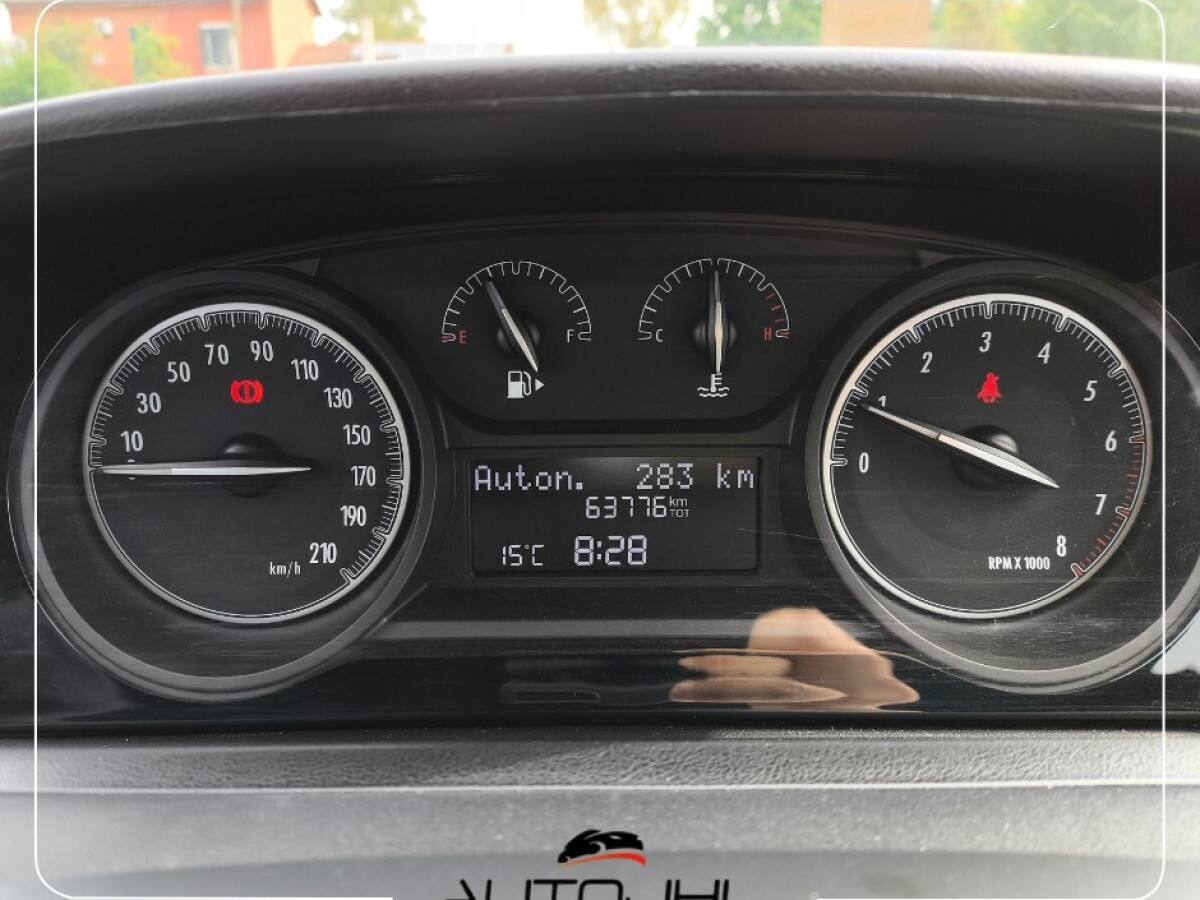 10 30 50 70 90 110 130 150 170 190 210
km/h
E F
C H
Auton. 283 km
63776 km TOT
15°C 8:28
0 1 2 3 4 5 6 7 8
RPM X 1000